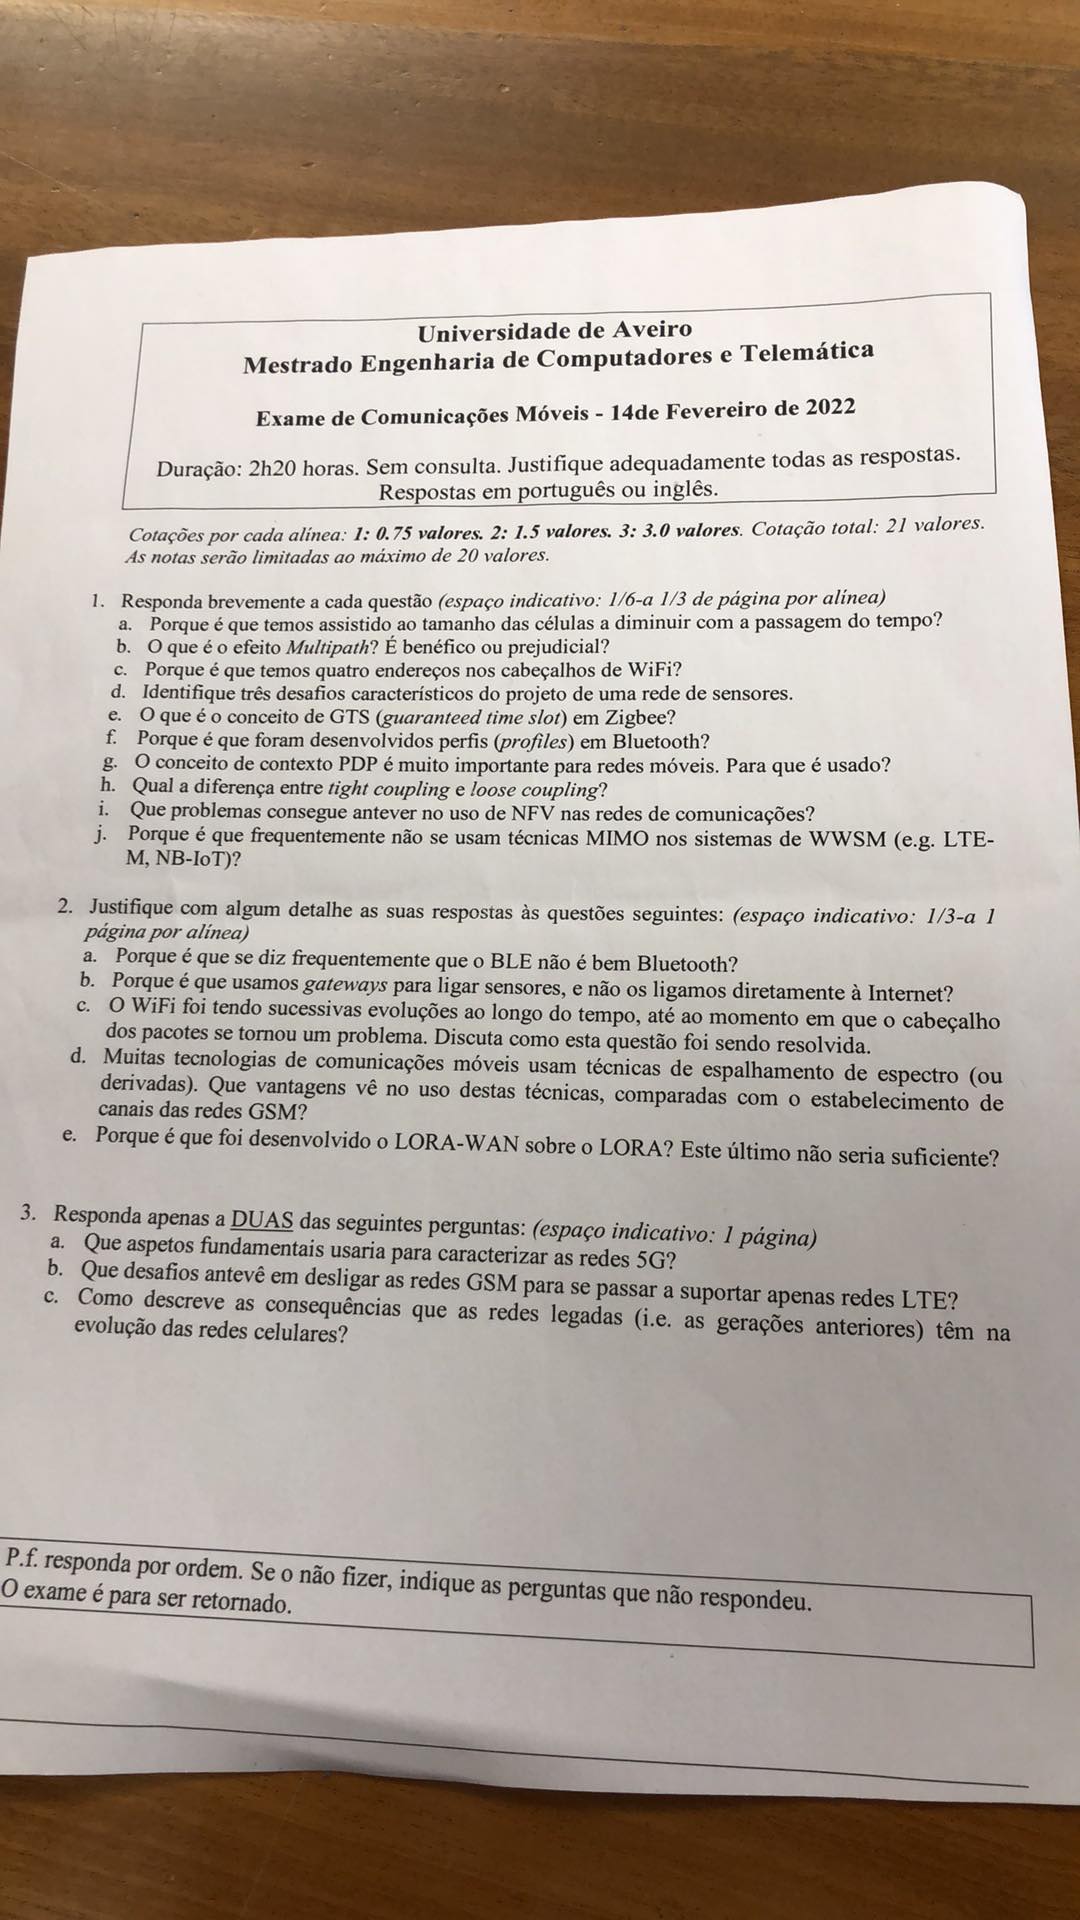 Universidade de Aveiro
Mestrado Engenharia de Computadores e Telemática
Exame de Comunicações Móveis - 14de Fevereiro de 2022
Duração: 2h20 horas. Sem consulta. Justifique adequadamente todas as respostas.
Respostas em português ou inglês.
Cotações por cada alínea: 1: 0.75 valores. 2: 1.5 valores. 3: 3.0 valores. Cotação total: 21 valores.
As notas serão limitadas ao máximo de 20 valores.
1. Responda brevemente a cada questão (espaço indicativo: 1/6-a 1/3 de página por alínea)
a. Porque é que temos assistido ao tamanho das células a diminuir com a passagem do tempo?
b. O que é o efeito Multipath? É benéfico ou prejudicial?
c. Porque é que temos quatro endereços nos cabeçalhos de WiFi?
d. Identifique três desafios característicos do projeto de uma rede de sensores.
e. O que é o conceito de GTS (guaranteed time slot) em Zigbee?
f. Porque é que foram desenvolvidos perfis (profiles) em Bluetooth?
g. O conceito de contexto PDP é muito importante para redes móveis. Para que é usado?
h. Qual a diferença entre tight coupling e loose coupling?
i. Que problemas consegue antever no uso de NFV nas redes de comunicações?
j. Porque é que frequentemente não se usam técnicas MIMO nos sistemas de WWSM (e.g. LTE-
M, NB-IoT)?
2. Justifique com algum detalhe as suas respostas às questões seguintes: (espaço indicativo: 1/3-a 1
página por alínea)
a. Porque é que se diz frequentemente que o BLE não é bem Bluetooth?
b. Porque é que usamos gateways para ligar sensores, e não os ligamos diretamente à Internet?
c. O WiFi foi tendo sucessivas evoluções ao longo do tempo, até ao momento em que o cabeçalho
dos pacotes se tornou um problema. Discuta como esta questão foi sendo resolvida.
d. Muitas tecnologias de comunicações móveis usam técnicas de espalhamento de espectro (ou
derivadas). Que vantagens vê no uso destas técnicas, comparadas com o estabelecimento de
canais das redes GSM?
e. Porque é que foi desenvolvido o LORA-WAN sobre o LORA? Este último não seria suficiente?
3. Responda apenas a DUAS das seguintes perguntas: (espaço indicativo: 1 página)
a. Que aspetos fundamentais usaria para caracterizar as redes 5G?
b. Que desafios antevê em desligar as redes GSM para se passar a suportar apenas redes LTE?
c. Como descreve as consequências que as redes legadas (i.e. as gerações anteriores) têm na
evolução das redes celulares?
P.f. responda por ordem. Se o não fizer, indique as perguntas que não respondeu.
O exame é para ser retornado.